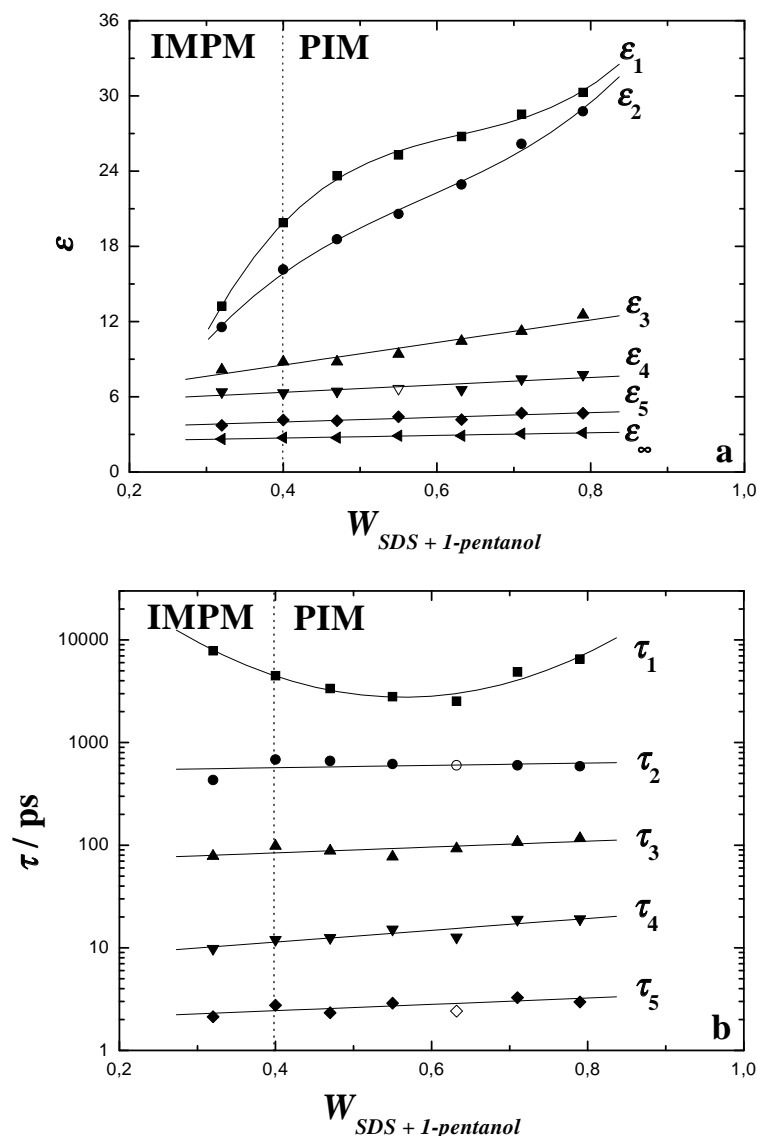 36
30
24
18
12
6
0
ε
IMPM PIM
ε1
ε2
ε3
ε4
ε5
ε∞
a
0,2 0,4 0,6 0,8 1,0
W SDS + 1-pentanol
10000
1000
100
10
1
τ / ps
IMPM PIM
τ1
τ2
τ3
τ4
τ5
b
0,2 0,4 0,6 0,8 1,0
W SDS + 1-pentanol